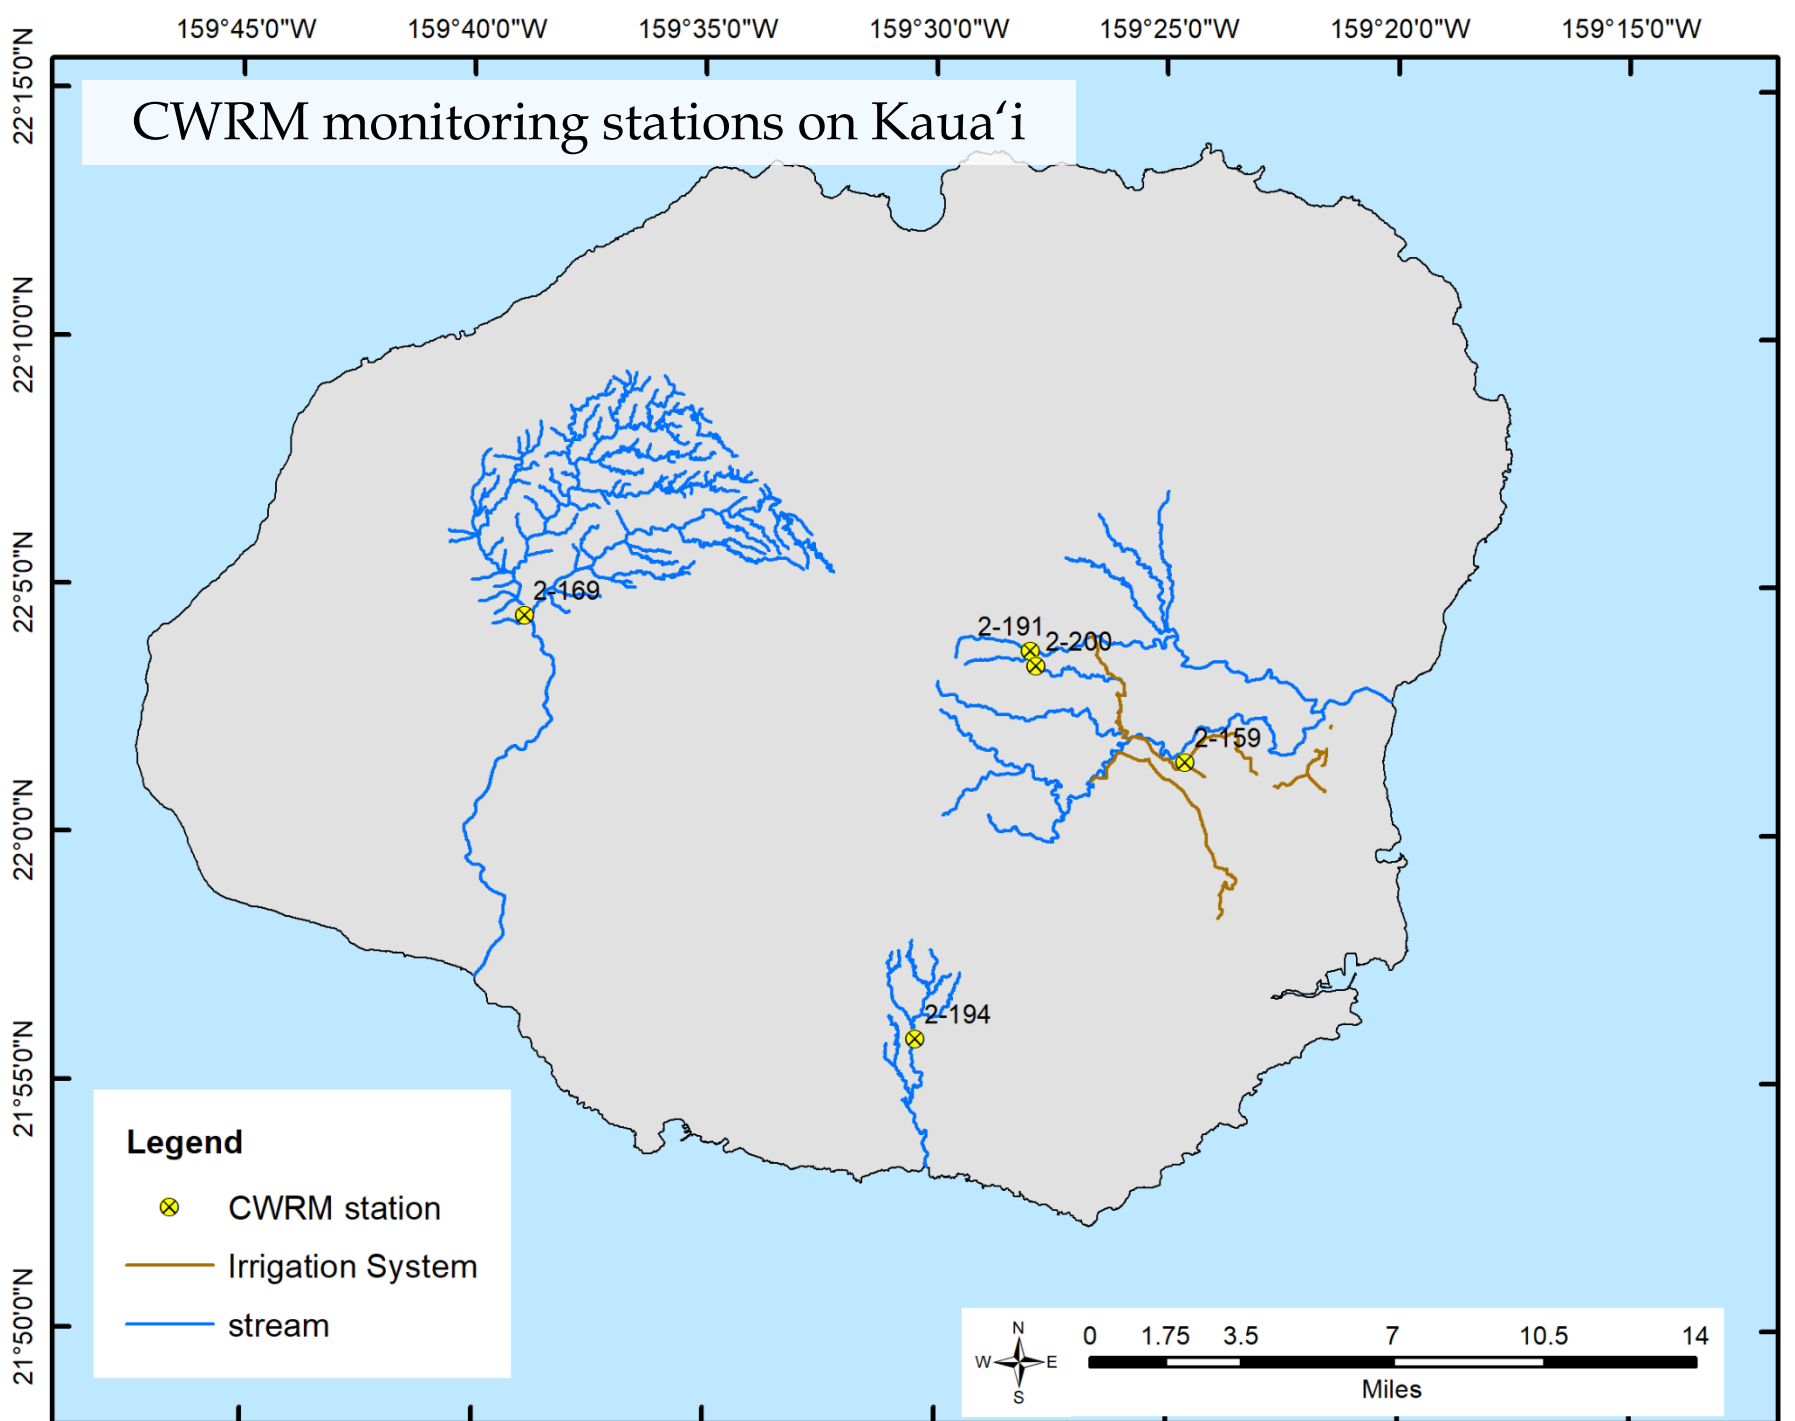 159°45'0"W 159°40'0"W 159°35'0"W 159°30'0"W 159°25'0"W 159°20'0"W 159°15'0"W
22°15'0"N
CWRM monitoring stations on Kauaʻi
22°10'0"N
22°5'0"N
2-169
2-191
2-200
2-159
22°0'0"N
2-194
21°55'0"N
Legend
CWRM station
Irrigation System
stream
21°50'0"N
N
W E
S
0 1.75 3.5 7 10.5 14
Miles